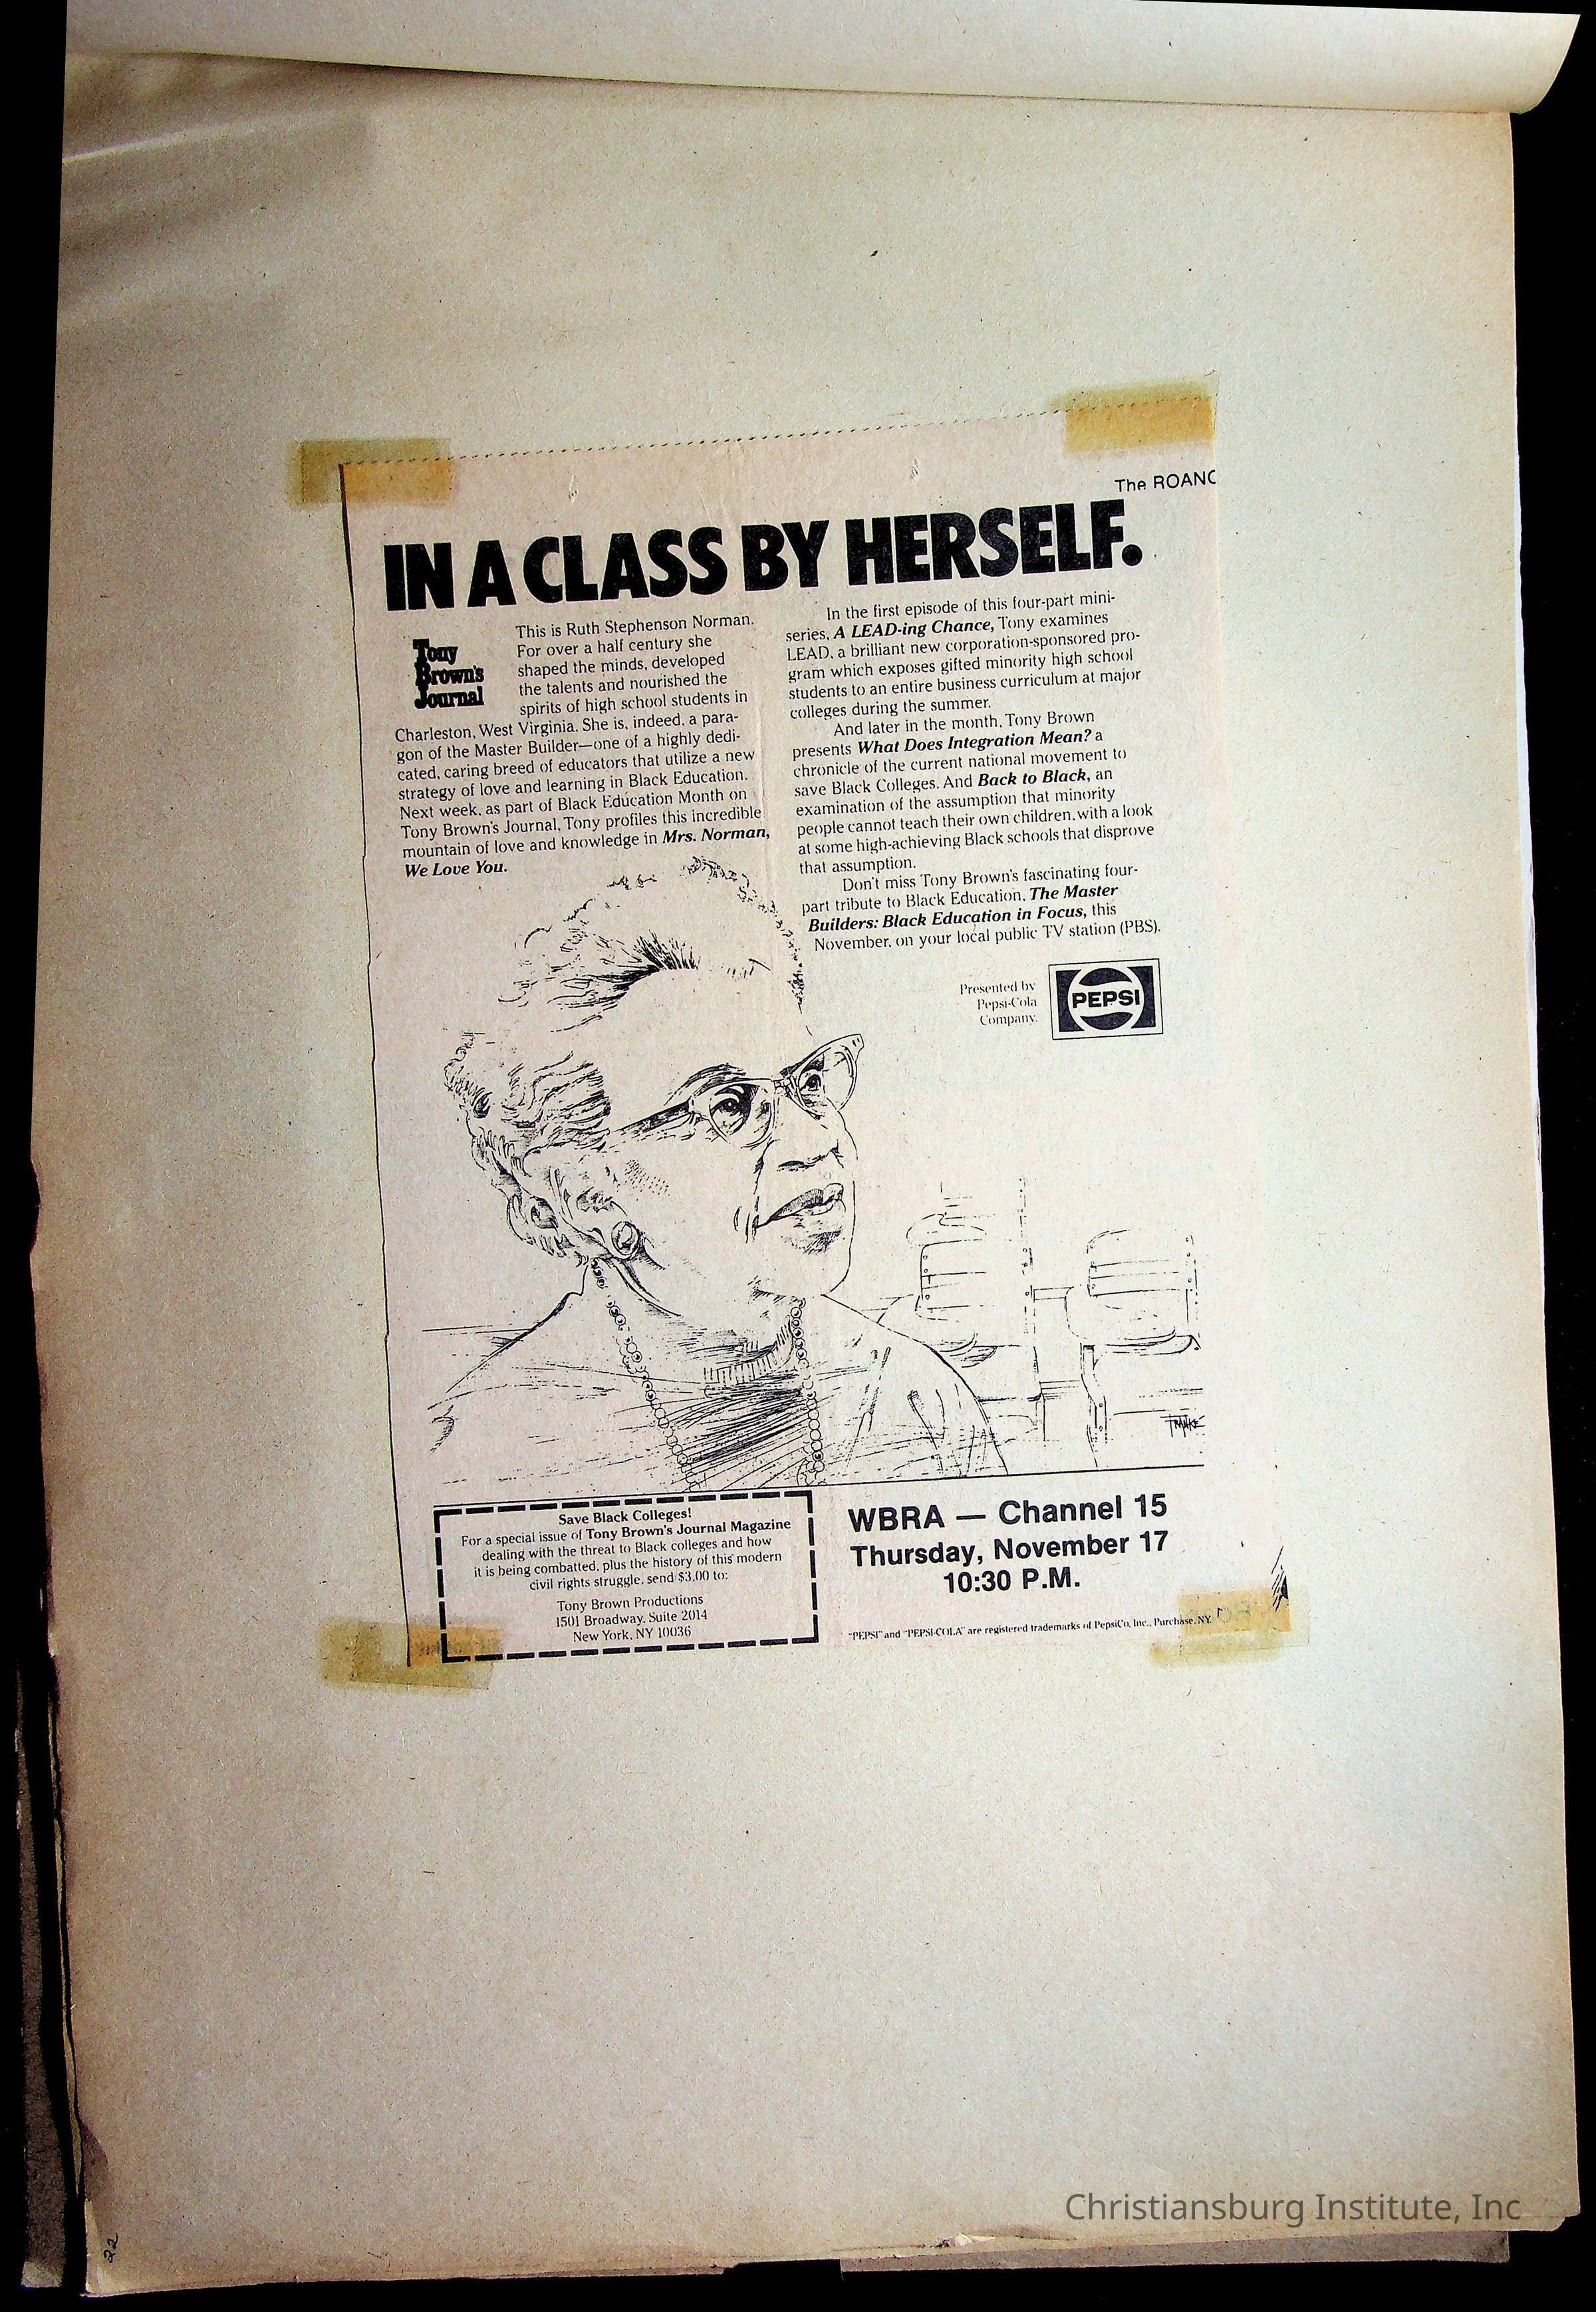 The ROANO
IN A CLASS BY HERSELF.
Tony
Brown's
Journal
This is Ruth Stephenson Norman.
For over a half century she
shaped the minds, developed
the talents and nourished the
spirits of high school students in
Charleston, West Virginia. She is, indeed, a para-
gon of the Master Builder—one of a highly dedi-
cated, caring breed of educators that utilize a new
strategy of love and learning in Black Education.
Next week, as part of Black Education Month on
Tony Brown's Journal, Tony profiles this incredible
mountain of love and knowledge in Mrs. Norman,
We Love You.
In the first episode of this four-part mini-
series, A LEAD-ing Chance, Tony examines
LEAD, a brilliant new corporation-sponsored pro-
gram which exposes gifted minority high school
students to an entire business curriculum at major
colleges during the summer.
And later in the month, Tony Brown
presents What Does Integration Mean? a
chronicle of the current national movement to
save Black Colleges. And Back to Black, an
examination of the assumption that minority
people cannot teach their own children, with a look
at some high-achieving Black schools that disprove
that assumption.
Don't miss Tony Brown's fascinating four-
part tribute to Black Education, The Master
Builders: Black Education in Focus, this
November, on your local public TV station (PBS).
Presented by
Pepsi-Cola
Company.
PEPSI
Save Black Colleges!
For a special issue of Tony Brown's Journal Magazine
dealing with the threat to Black colleges and how
it is being combatted, plus the history of this modern
civil rights struggle, send $3.00 to:
Tony Brown Productions
1501 Broadway, Suite 2014
New York, NY 10036
WBRA — Channel 15
Thursday, November 17
10:30 P.M.
"PEPSI" and "PEPSI-COLA" are registered trademarks of PepsiCo, Inc., Purchase, NY.
22
Christiansburg Institute, Inc